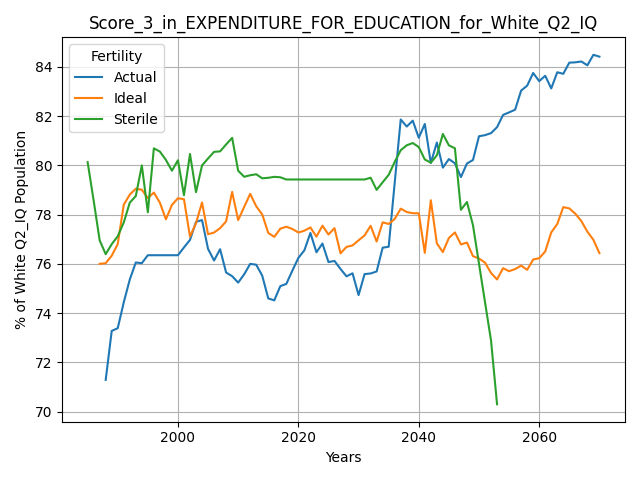 Score_3_in_EXPENDITURE_FOR_EDUCATION_for_White_Q2_IQ
Fertility
Actual
Ideal
Sterile
% of White Q2_IQ Population
84
82
80
78
76
74
72
70
2000
2020
2040
2060
Years